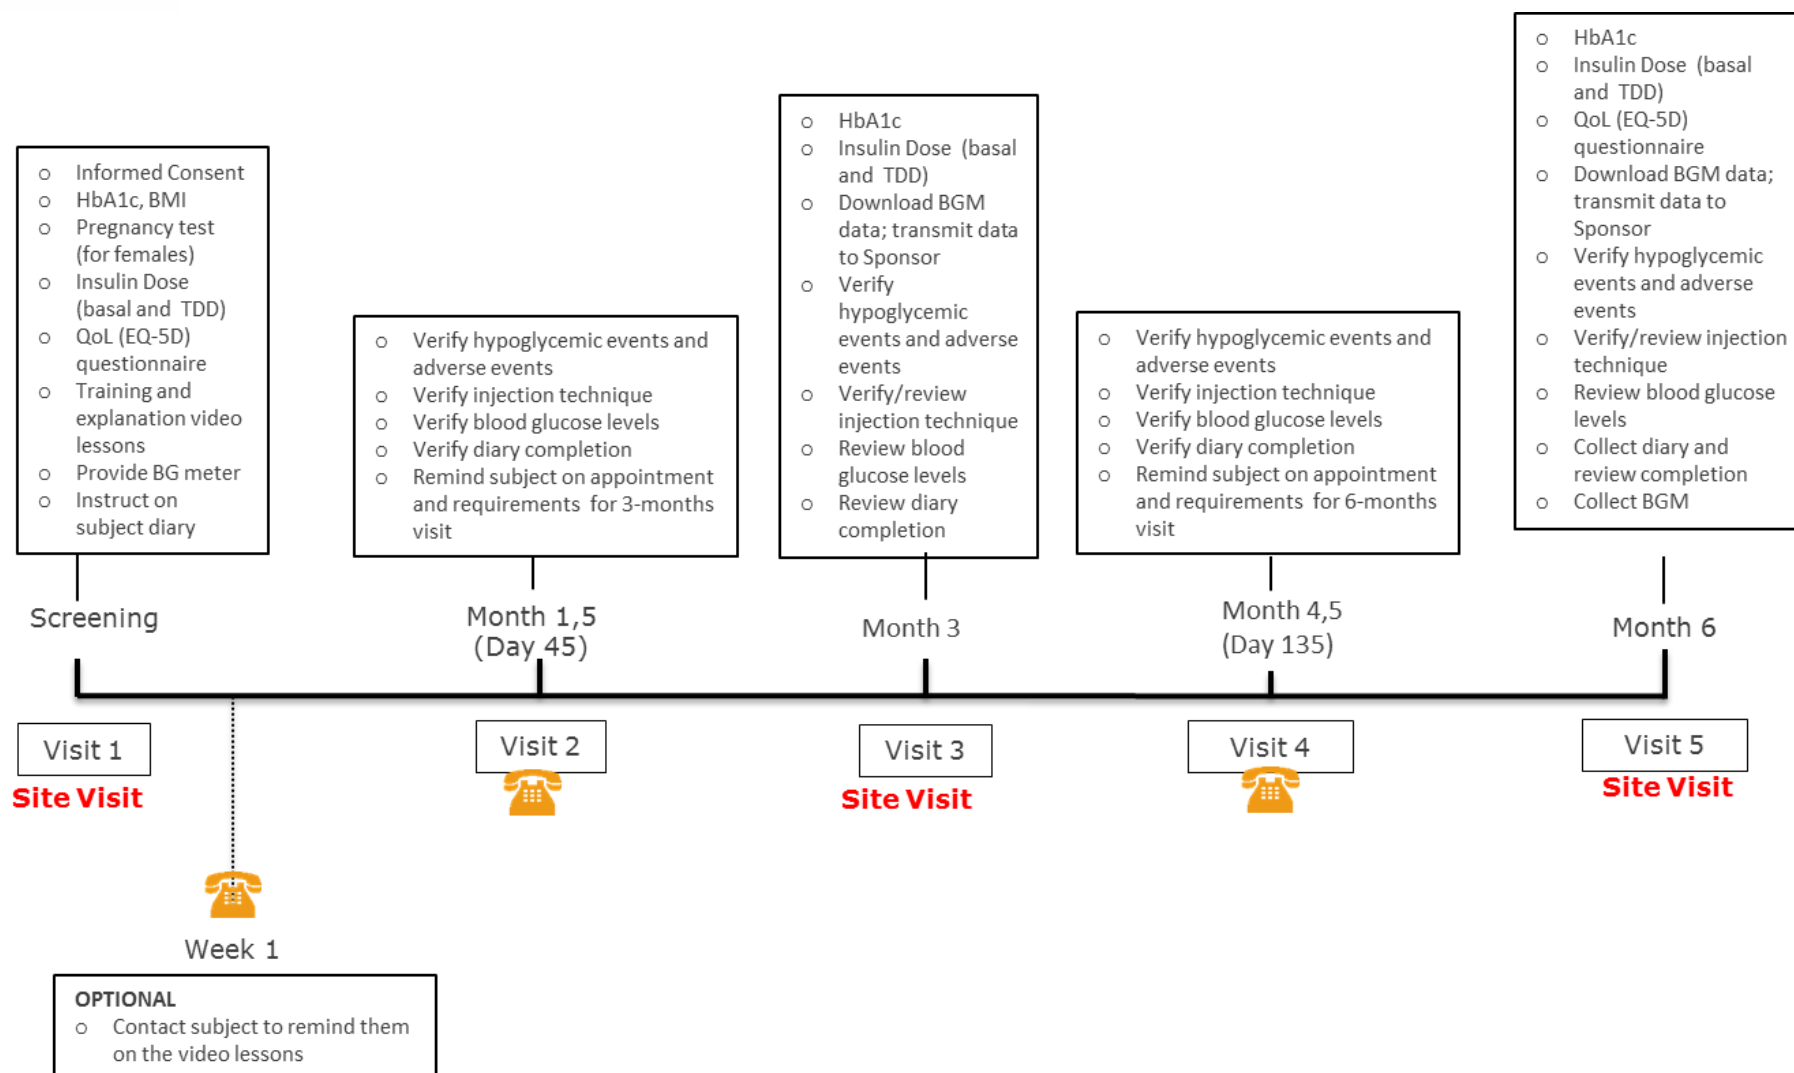 ○ Informed Consent
○ HbA1c, BMI
○ Pregnancy test
(for females)
○ Insulin Dose
(basal and TDD)
○ QoL (EQ-5D)
questionnaire
○ Training and
explanation video
lessons
○ Provide BG meter
○ Instruct on
subject diary
Screening
Visit 1
Site Visit
Week 1
OPTIONAL
○ Contact subject to remind them
on the video lessons
○ Verify hypoglycemic events and
adverse events
○ Verify injection technique
○ Verify blood glucose levels
○ Verify diary completion
○ Remind subject on appointment
and requirements for 3-months
visit
Month 1,5
(Day 45)
Visit 2
○ HbA1c
○ Insulin Dose (basal
and TDD)
○ Download BGM
data; transmit data
to Sponsor
○ Verify
hypoglycemic
events and adverse
events
○ Verify/review
injection technique
○ Review blood
glucose levels
○ Review diary
completion
Month 3
Visit 3
Site Visit
○ Verify hypoglycemic events and
adverse events
○ Verify injection technique
○ Verify blood glucose levels
○ Verify diary completion
○ Remind subject on appointment
and requirements for 6-months
visit
Month 4,5
(Day 135)
Visit 4
○ HbA1c
○ Insulin Dose (basal
and TDD)
○ QoL (EQ-5D)
questionnaire
○ Download BGM data;
transmit data to
Sponsor
○ Verify hypoglycemic
events and adverse
events
○ Verify/review injection
technique
○ Review blood glucose
levels
○ Collect diary and
review completion
○ Collect BGM
Month 6
Visit 5
Site Visit